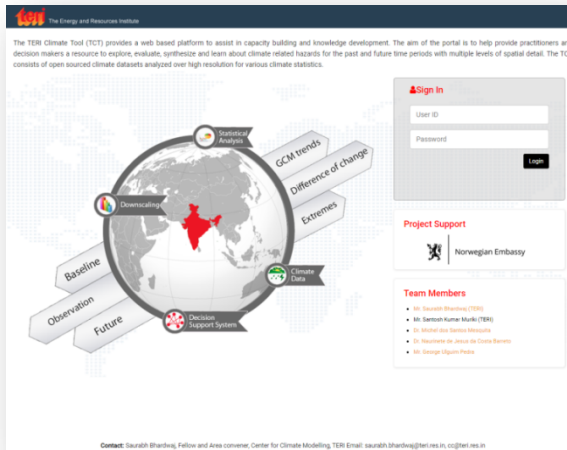 teri The Energy and Resources Institute
The TERI Climate Tool (TCT) provides a web based platform to assist in capacity building and knowledge development. The aim of the portal is to help provide practitioners an
decision makers a resource to explore, evaluate, synthesize and learn about climate related hazards for the past and future time periods with multiple levels of spatial detail. The TC
consists of open sourced climate datasets analyzed over high resolution for various climate statistics.
Sign In
User ID
Password
Login
Statistical
Analysis
GCM trends
Difference of change
Extremes
Downscaling
Climate
Data
Baseline
Observation
Future
Decision
Support System
Project Support
Norwegian Embassy
Team Members
Mr. Saurabh Bhardwaj (TERI)
Mr. Santosh Kumar Muriki (TERI)
Dr. Michel dos Santos Mesquita
Dr. Naurinete de Jesus da Costa Barreto
Mr. George Ulguim Pedra
Contact: Saurabh Bhardwaj, Fellow and Area convener, Center for Climate Modelling, TERI Email: saurabh.bhardwaj@teri.res.in, cc@teri.res.in